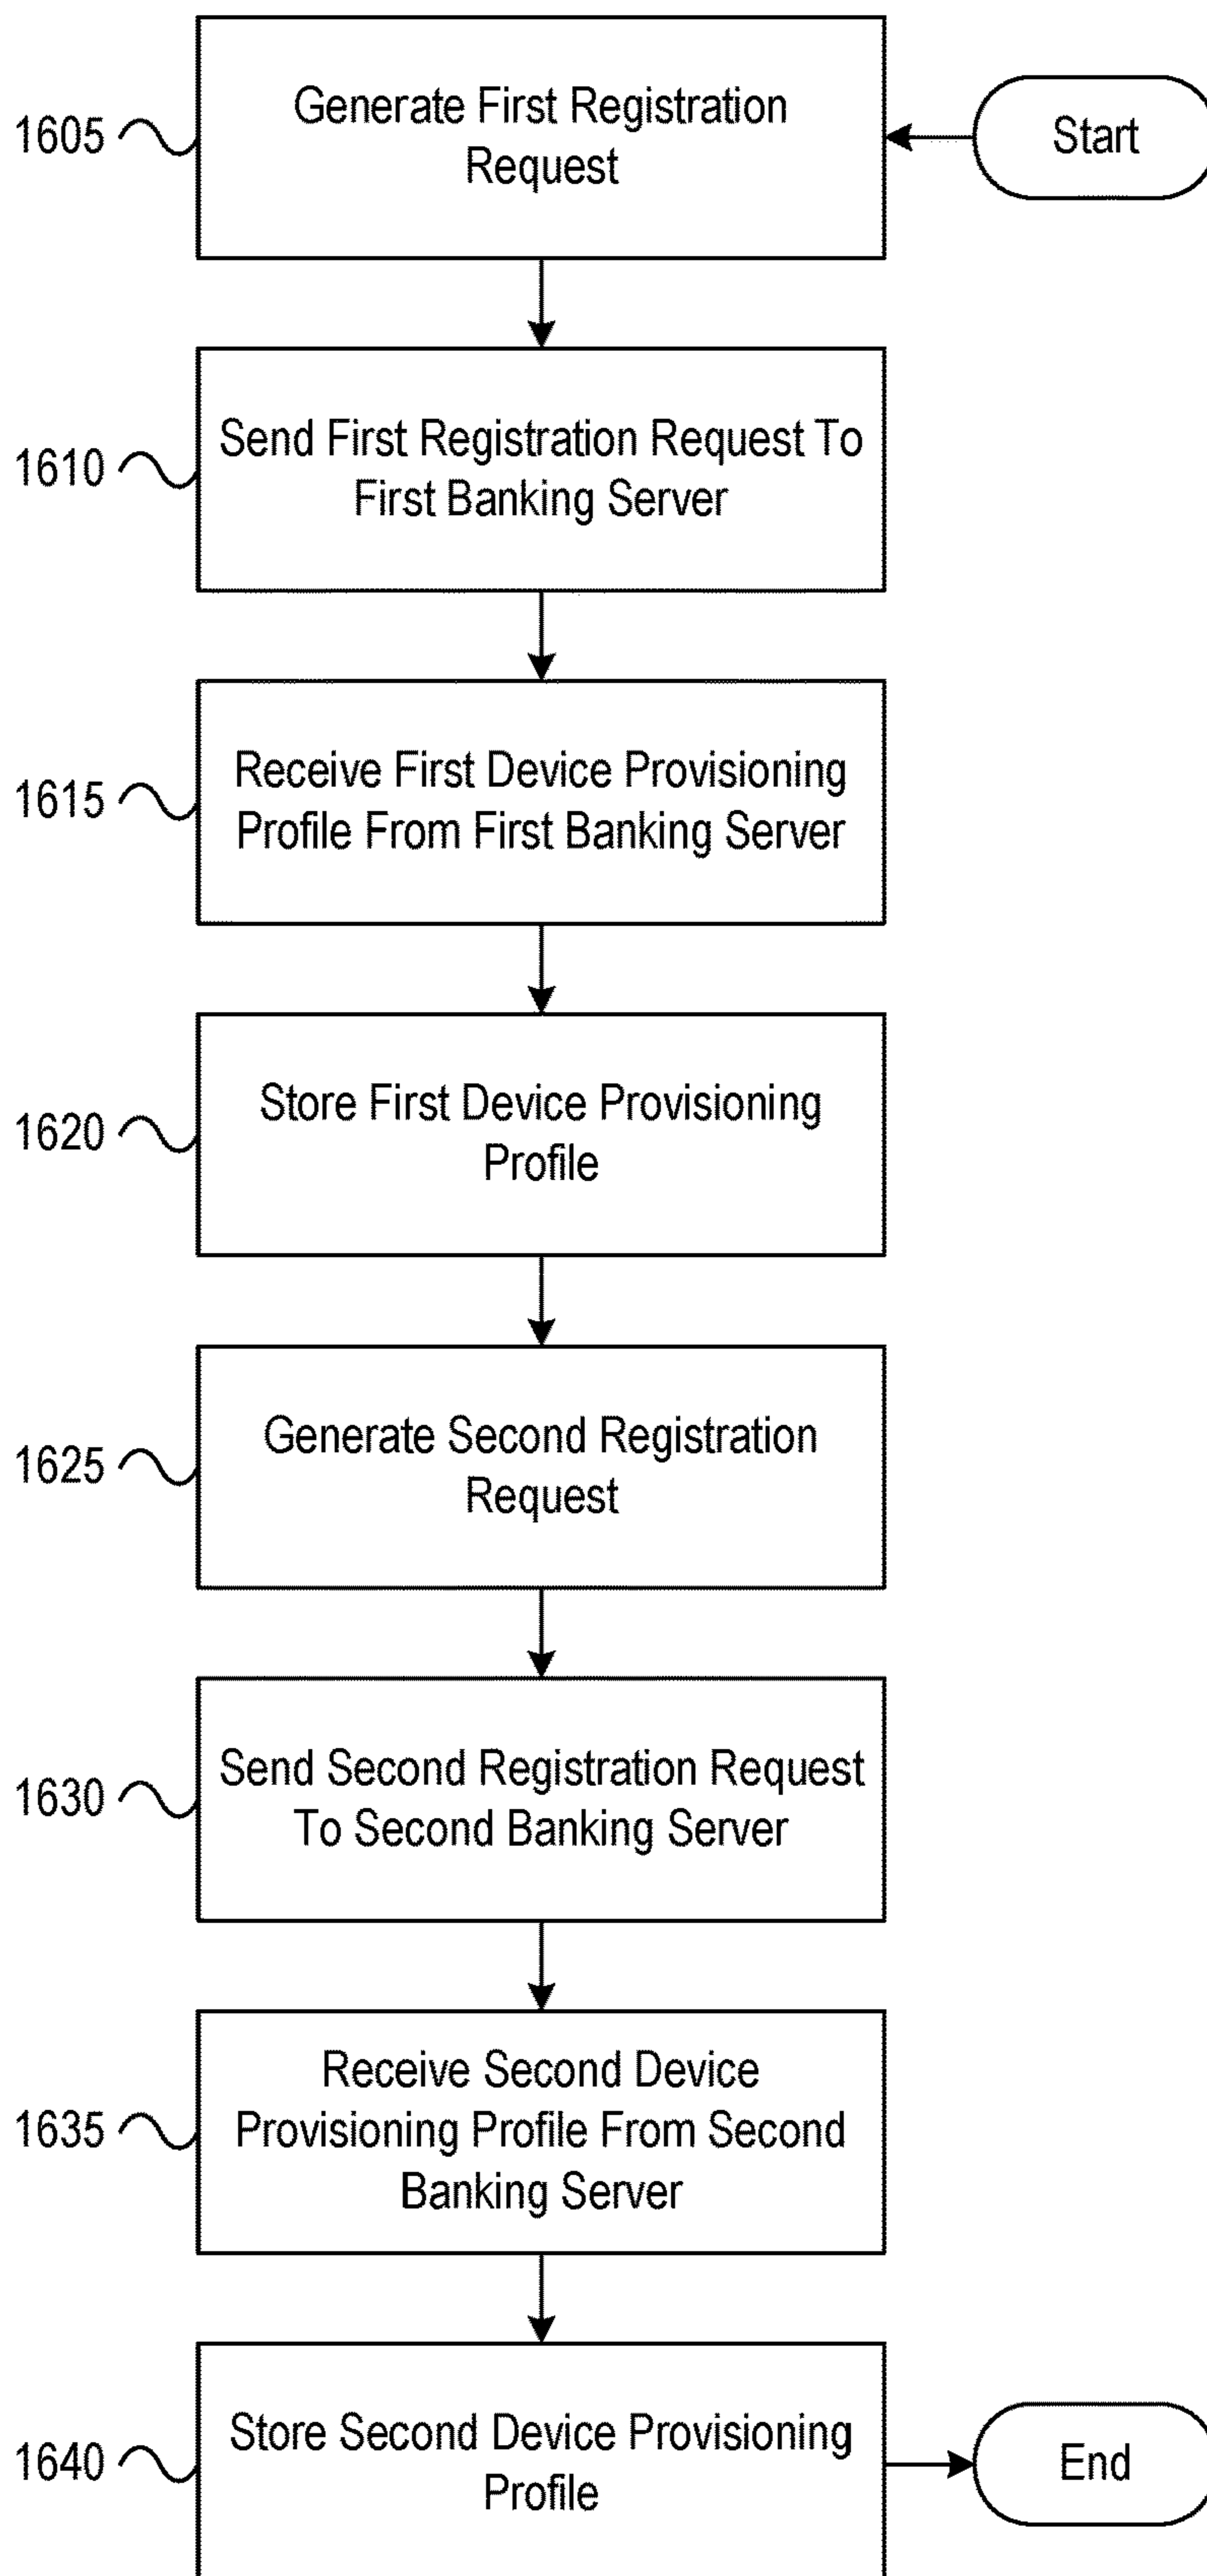 Start
1605
Generate First Registration
Request
1610
Send First Registration Request To
First Banking Server
1615
Receive First Device Provisioning
Profile From First Banking Server
1620
Store First Device Provisioning
Profile
1625
Generate Second Registration
Request
1630
Send Second Registration Request
To Second Banking Server
1635
Receive Second Device
Provisioning Profile From Second
Banking Server
1640
Store Second Device Provisioning
Profile
End